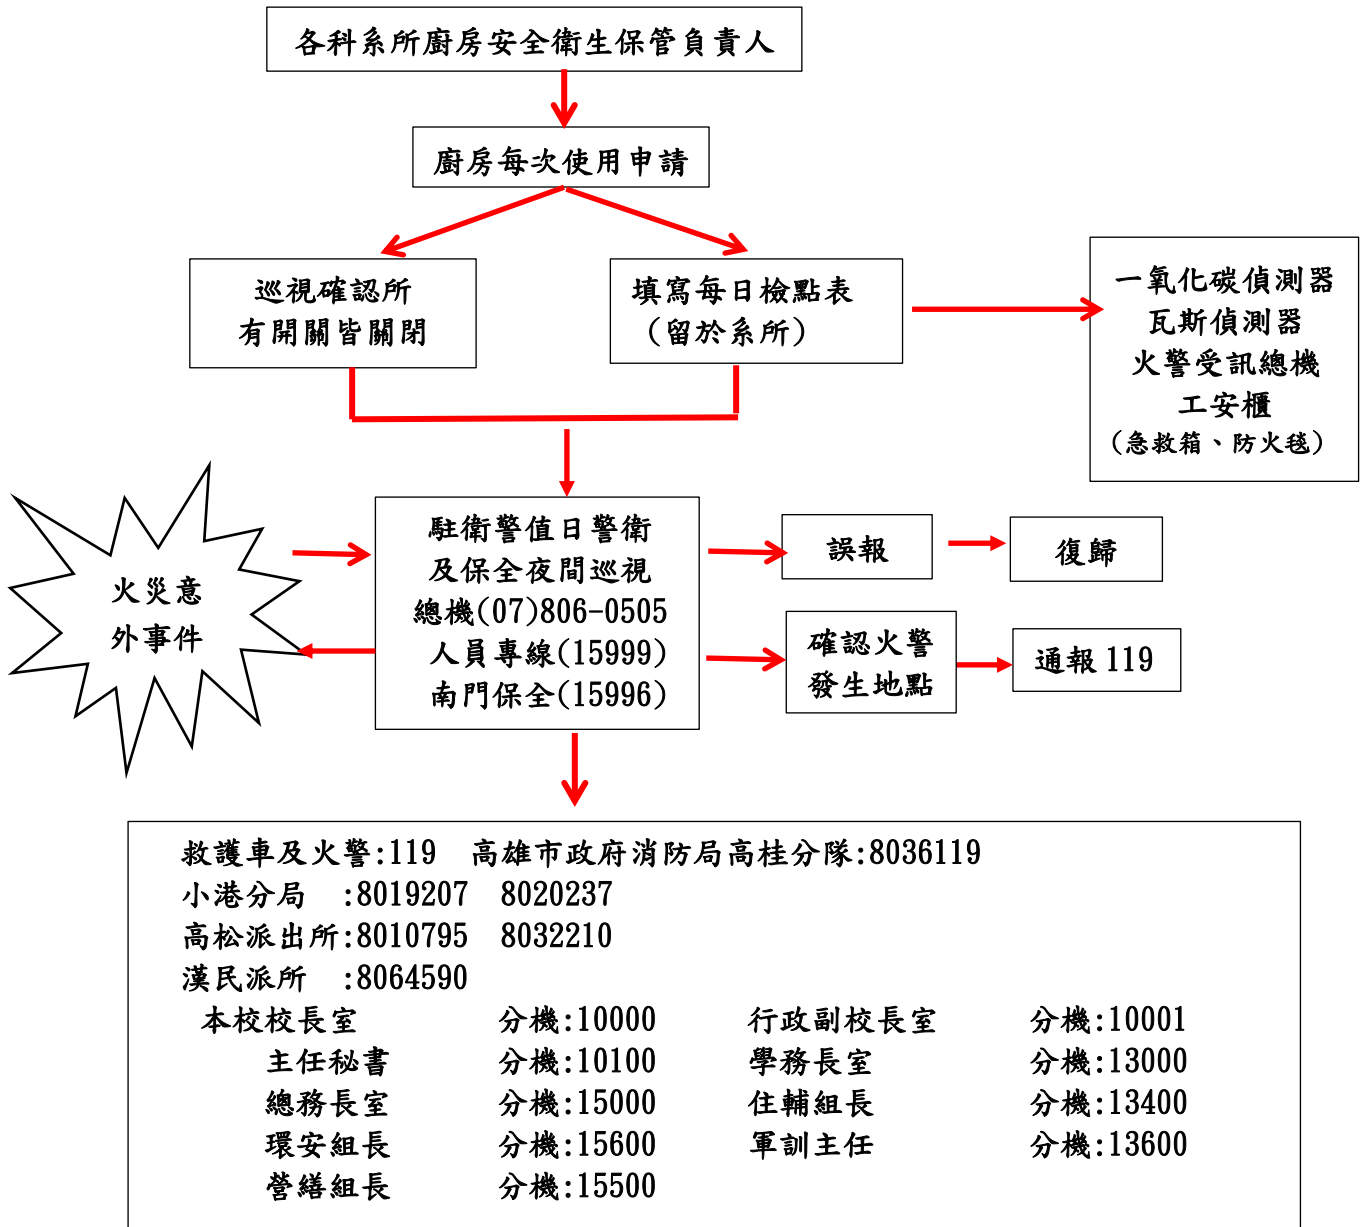 各科系所廚房安全衛生保管負責人
廚房每次使用申請
巡視確認所
有開關皆關閉
填寫每日檢點表
(留於系所)
一氧化碳偵測器
瓦斯偵測器
火警受訊總機
工安櫃
(急救箱、防火毯)
火災意
外事件
駐衛警值日警衛
及保全夜間巡視
總機(07)806-0505
人員專線(15999)
南門保全(15996)
誤報
復歸
確認火警
發生地點
通報 119
救護車及火警:119 高雄市政府消防局高桂分隊:8036119
小港分局 :8019207 8020237
高松派出所:8010795 8032210
漢民派所 :8064590
本校校長室 分機:10000 行政副校長室 分機:10001
主任秘書 分機:10100 學務長室 分機:13000
總務長室 分機:15000 住輔組長 分機:13400
環安組長 分機:15600 軍訓主任 分機:13600
營繕組長 分機:15500